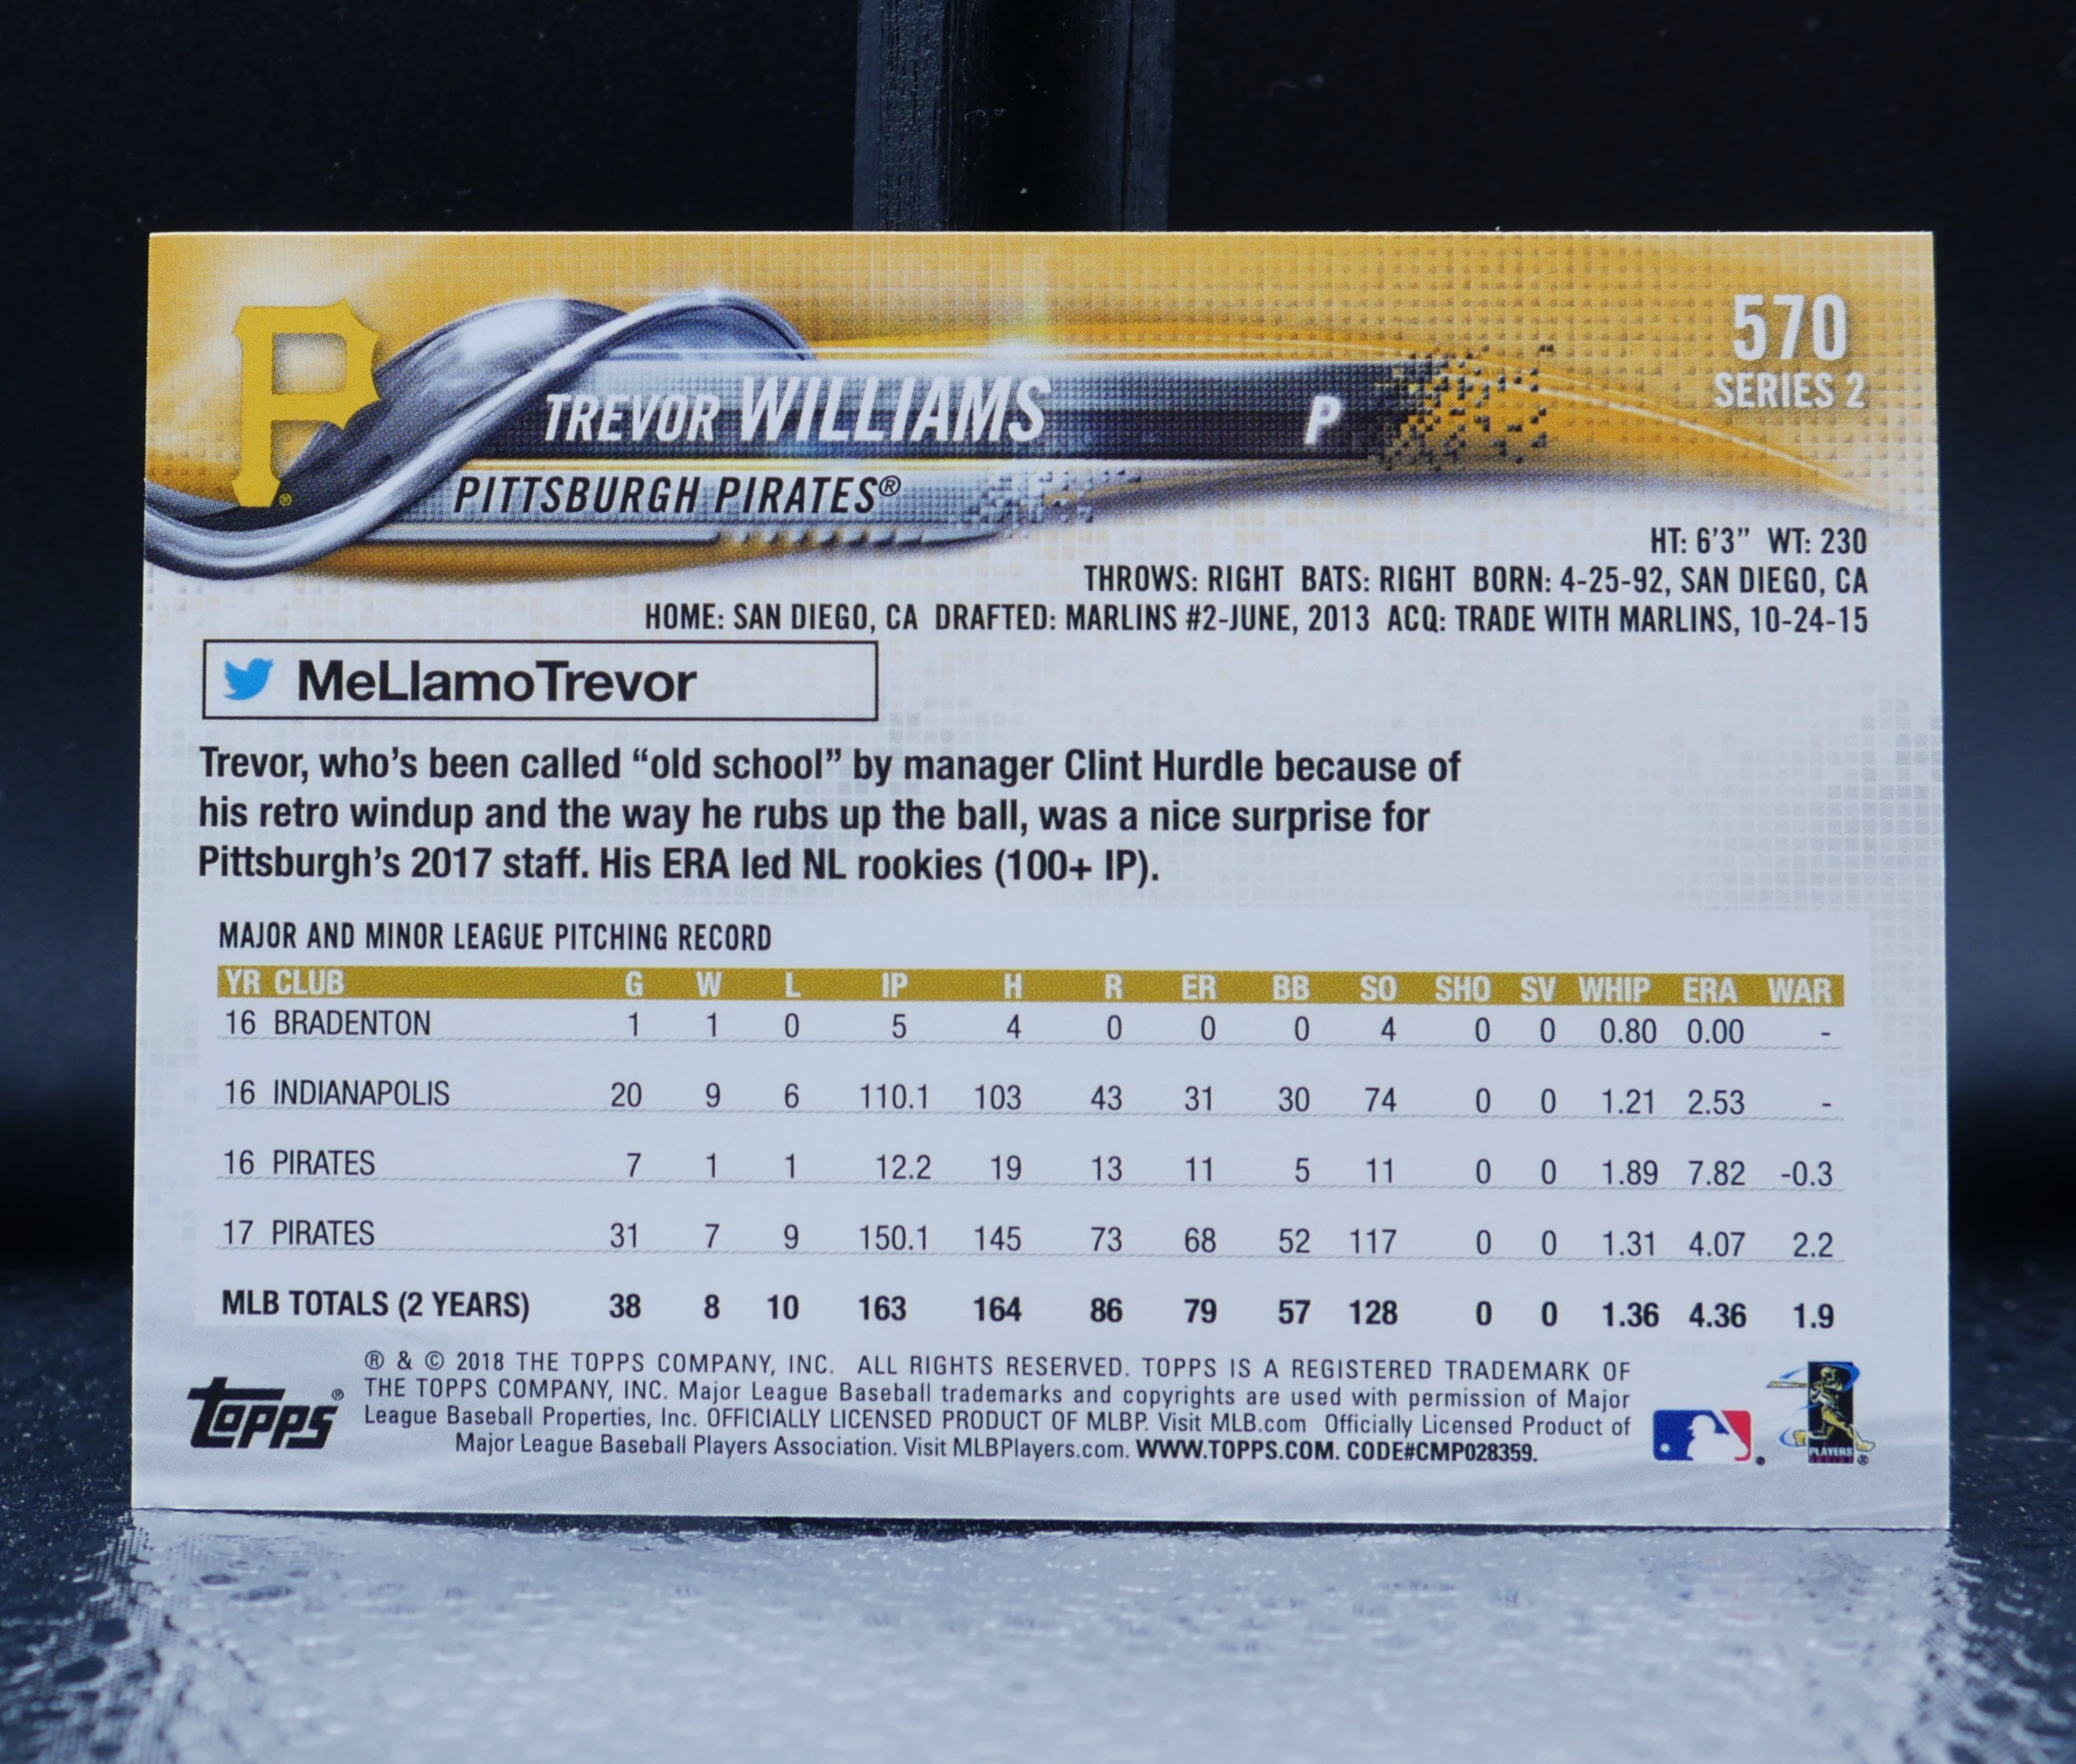 570
SERIES 2
TREVOR WILLIAMS P
PITTSBURGH PIRATES®
HT: 6'3" WT: 230
THROWS: RIGHT BATS: RIGHT BORN: 4-25-92, SAN DIEGO, CA
HOME: SAN DIEGO, CA DRAFTED: MARLINS #2-JUNE, 2013 ACQ: TRADE WITH MARLINS, 10-24-15
MeLlamoTrevor
Trevor, who's been called “old school” by manager Clint Hurdle because of
his retro windup and the way he rubs up the ball, was a nice surprise for
Pittsburgh's 2017 staff. His ERA led NL rookies (100+ IP).
MAJOR AND MINOR LEAGUE PITCHING RECORD
YR CLUB G W L IP H R ER BB SO SHO SV WHIP ERA WAR
16 BRADENTON 1 1 0 5 4 0 0 0 4 0 0 0.80 0.00 -
16 INDIANAPOLIS 20 9 6 110.1 103 43 31 30 74 0 0 1.21 2.53 -
16 PIRATES 7 1 1 12.2 19 13 11 5 11 0 0 1.89 7.82 -0.3
17 PIRATES 31 7 9 150.1 145 73 68 52 117 0 0 1.31 4.07 2.2
MLB TOTALS (2 YEARS) 38 8 10 163 164 86 79 57 128 0 0 1.36 4.36 1.9
® & © 2018 THE TOPPS COMPANY, INC. ALL RIGHTS RESERVED. TOPPS IS A REGISTERED TRADEMARK OF
THE TOPPS COMPANY, INC. Major League Baseball trademarks and copyrights are used with permission of Major
League Baseball Properties, Inc. OFFICIALLY LICENSED PRODUCT OF MLBP. Visit MLB.com Officially Licensed Product of
Major League Baseball Players Association. Visit MLBPlayers.com. WWW.TOPPS.COM. CODE#CMP028359.
TOPPS®
PLAYERS